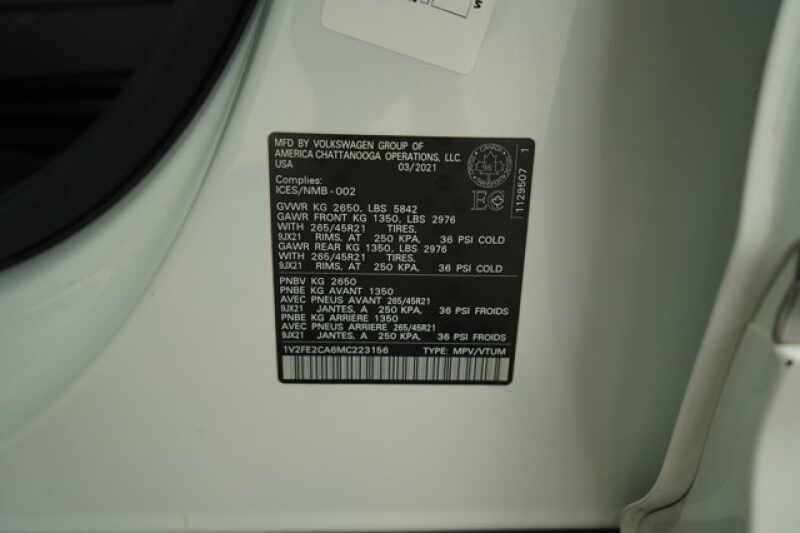 MFD BY VOLKSWAGEN GROUP OF
AMERICA CHATTANOOGA OPERATIONS, LLC.
USA 03/2021
Complies:
ICES/NMB-002
GVWR KG 2650, LBS 5842
GAWR FRONT KG 1350, LBS 2976
WITH 265/45R21 TIRES,
9JX21 RIMS, AT 250 KPA, 36 PSI COLD
GAWR REAR KG 1350, LBS 2976
WITH 265/45R21 TIRES,
9JX21 RIMS, AT 250 KPA, 36 PSI COLD
PNBV KG 2650
PNBE KG AVANT 1350
AVEC PNEUS AVANT 265/45R21
9JX21 JANTES, A 250 KPA, 36 PSI FROIDS
PNBE KG ARRIERE 1350
AVEC PNEUS ARRIERE 265/45R21
9JX21 JANTES, A 250 KPA, 36 PSI FROIDS
1V2FE2CA6MC223156 TYPE: MPV/VTUM
1129507 1